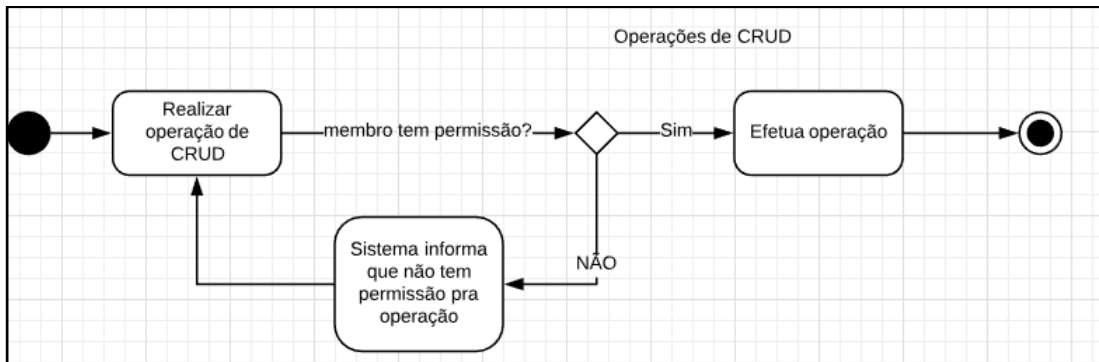 Operações de CRUD
Realizar
operação de
CRUD
membro tem permissão?
Sim
Efetua operação
NÃO
Sistema informa
que não tem
permissão pra
operação